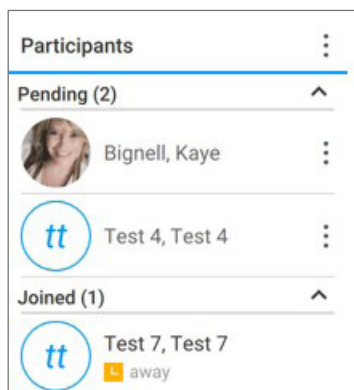 Participants
Pending (2)
Bignell, Kaye
tt
Test 4, Test 4
Joined (1)
tt
Test 7, Test 7
away